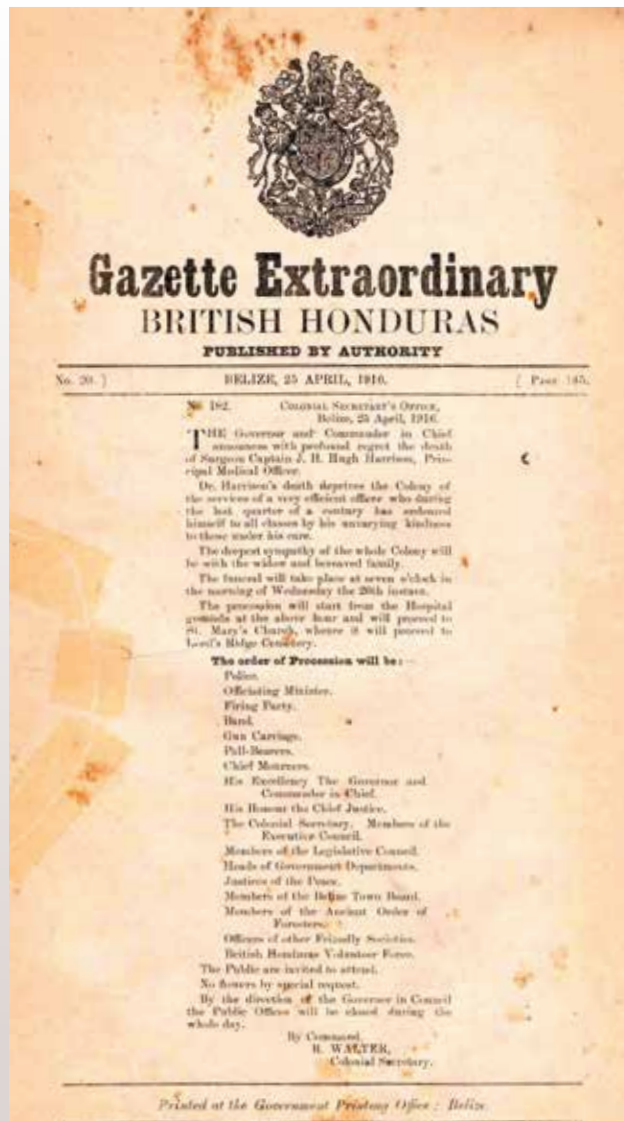 Gazette Extraordinary
BRITISH HONDURAS
PUBLISHED BY AUTHORITY
No. 20. ] BELIZE, 25 APRIL, 1916. [ PAGE 185.
No. 182. COLONIAL SECRETARY'S OFFICE,
Belize, 25 April, 1916.
THE Governor and Commander in Chief
announces with profound regret the death
of Surgeon Captain J. H. Hugh Harrison, Prin-
cipal Medical Officer.
Dr. Harrison's death deprives the Colony of
the services of a very efficient officer who during
the last quarter of a century has endeared
himself to all classes by his unvarying kindness
to those under his care.
The deepest sympathy of the whole Colony will
be with the widow and bereaved family.
The funeral will take place at seven o'clock in
the morning of Wednesday the 26th instant.
The procession will start from the Hospital
grounds at the above hour and will proceed to
St. Mary's Church, whence it will proceed to
Lord's Ridge Cemetery.
The order of Procession will be:—
Police.
Officiating Minister.
Firing Party.
Band.
Gun Carriage.
Pall-Bearers.
Chief Mourners.
His Excellency The Governor and
Commander in Chief.
His Honour the Chief Justice.
The Colonial Secretary. Members of the
Executive Council.
Members of the Legislative Council.
Heads of Government Departments.
Justices of the Peace.
Members of the Belize Town Board.
Members of the Ancient Order of
Foresters.
Officers of other Friendly Societies.
British Honduras Volunteer Force.
The Public are invited to attend.
No flowers by special request.
By the direction of the Governor in Council
the Public Offices will be closed during the
whole day.
By Command,
R. WALTER,
Colonial Secretary.
Printed at the Government Printing Office: Belize.